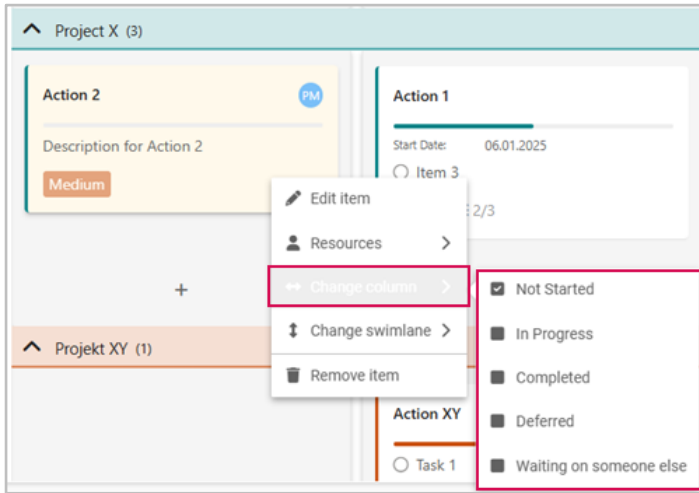 Project X (3)
Action 2
PM
Description for Action 2
Medium
Action 1
Start Date: 06.01.2025
Item 3
2/3
Edit item
Resources
Change column
Change swimlane
Remove item
Not Started
In Progress
Completed
Deferred
Waiting on someone else
+
Projekt XY (1)
Action XY
Task 1